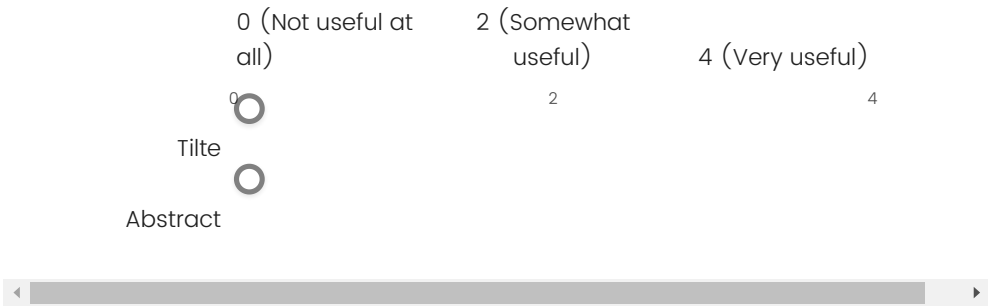 0 (Not useful at
all)
2 (Somewhat
useful)
4 (Very useful)
0
2
4
Tilte
Abstract